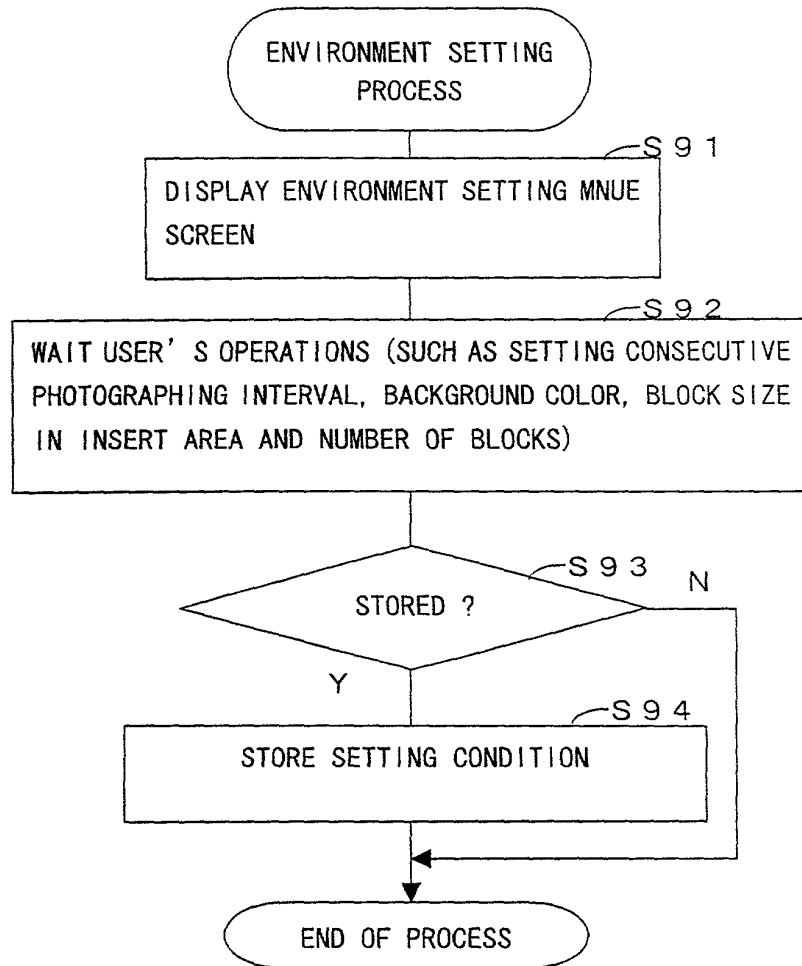 ENVIRONMENT SETTING
PROCESS
S91
DISPLAY ENVIRONMENT SETTING MNUE
SCREEN
S92
WAIT USER'S OPERATIONS (SUCH AS SETTING CONSECUTIVE
PHOTOGRAPHING INTERVAL, BACKGROUND COLOR, BLOCK SIZE
IN INSERT AREA AND NUMBER OF BLOCKS)
S93
N
STORED ?
Y
S94
STORE SETTING CONDITION
END OF PROCESS